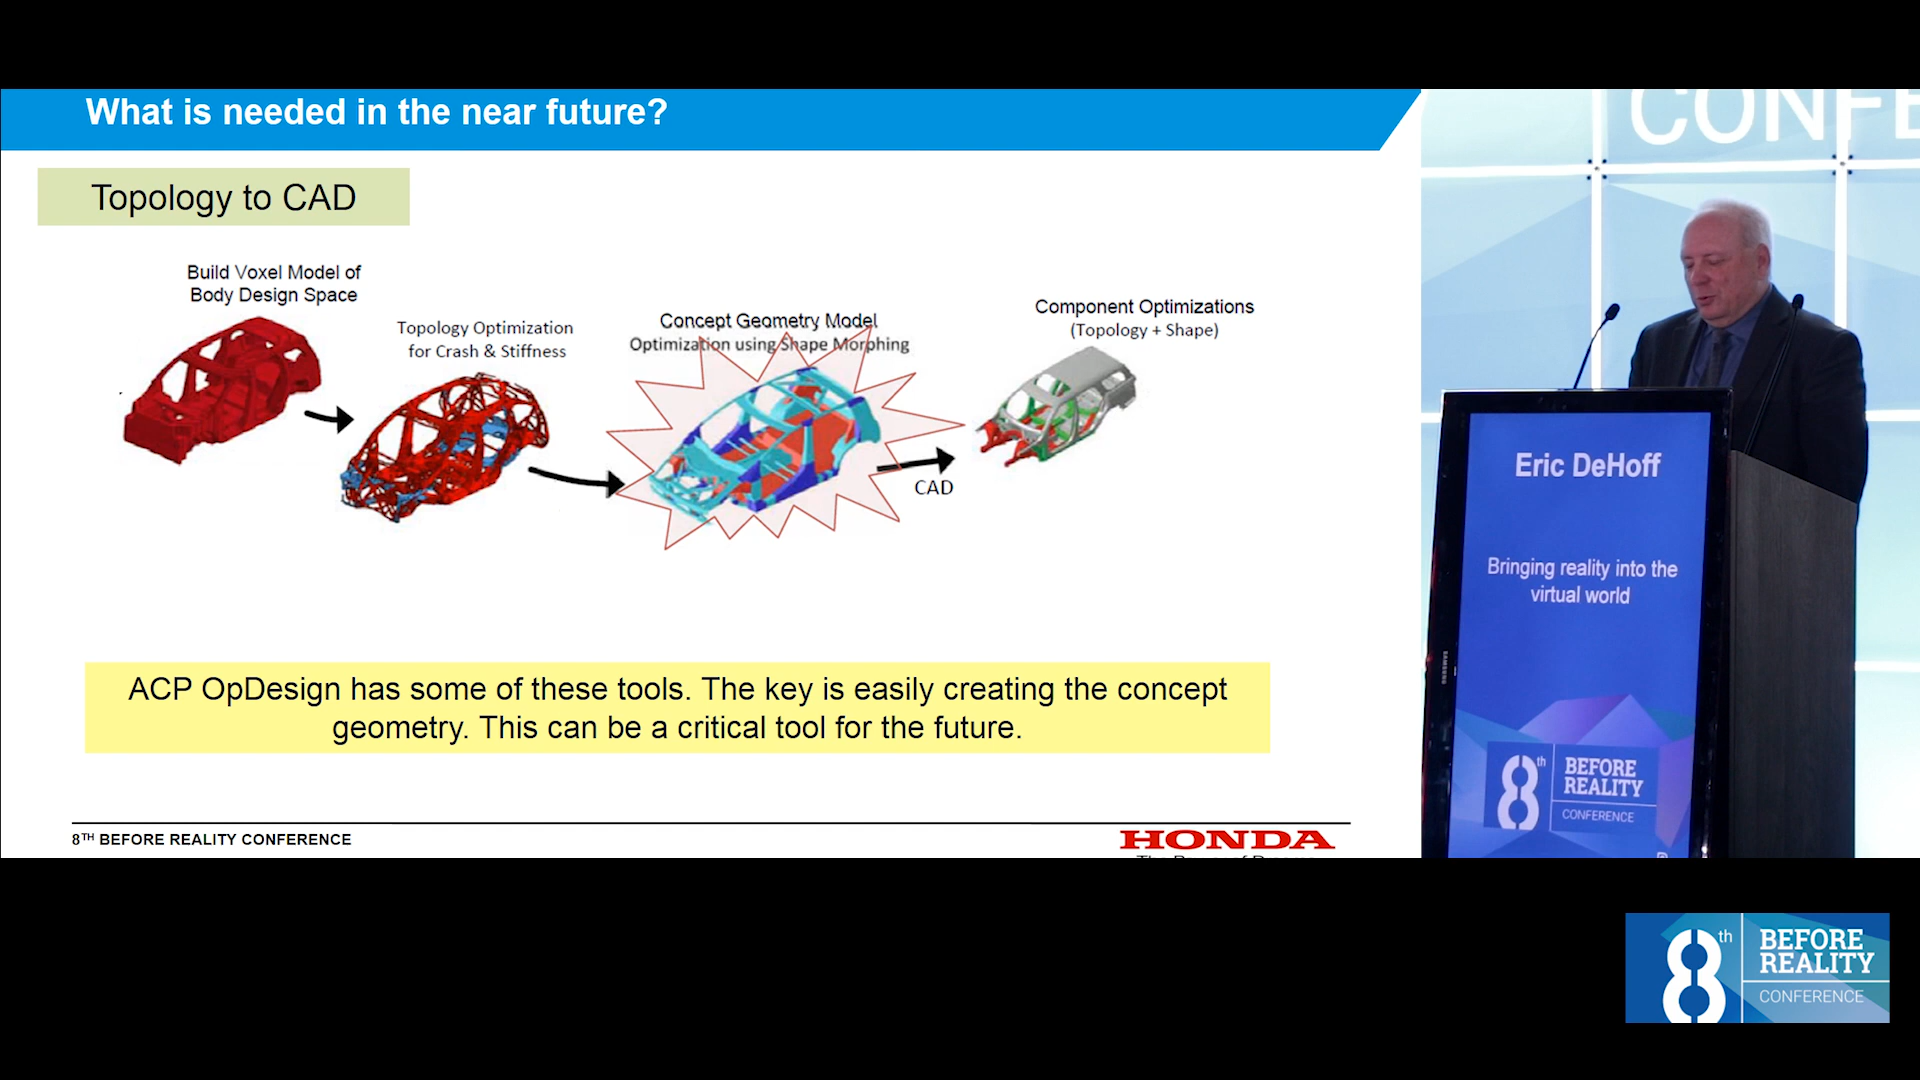 What is needed in the near future?
CONFE
Topology to CAD
Build Voxel Model of
Body Design Space
Topology Optimization
for Crash & Stiffness
Concept Geometry Model
Optimization using Shape Morphing
Component Optimizations
(Topology + Shape)
CAD
ACP OpDesign has some of these tools. The key is easily creating the concept
geometry. This can be a critical tool for the future.
8TH BEFORE REALITY CONFERENCE
HONDA
Eric DeHoff
Bringing reality into the
virtual world
SAMSUNG
8th
BEFORE
REALITY
CONFERENCE
8th
BEFORE
REALITY
CONFERENCE